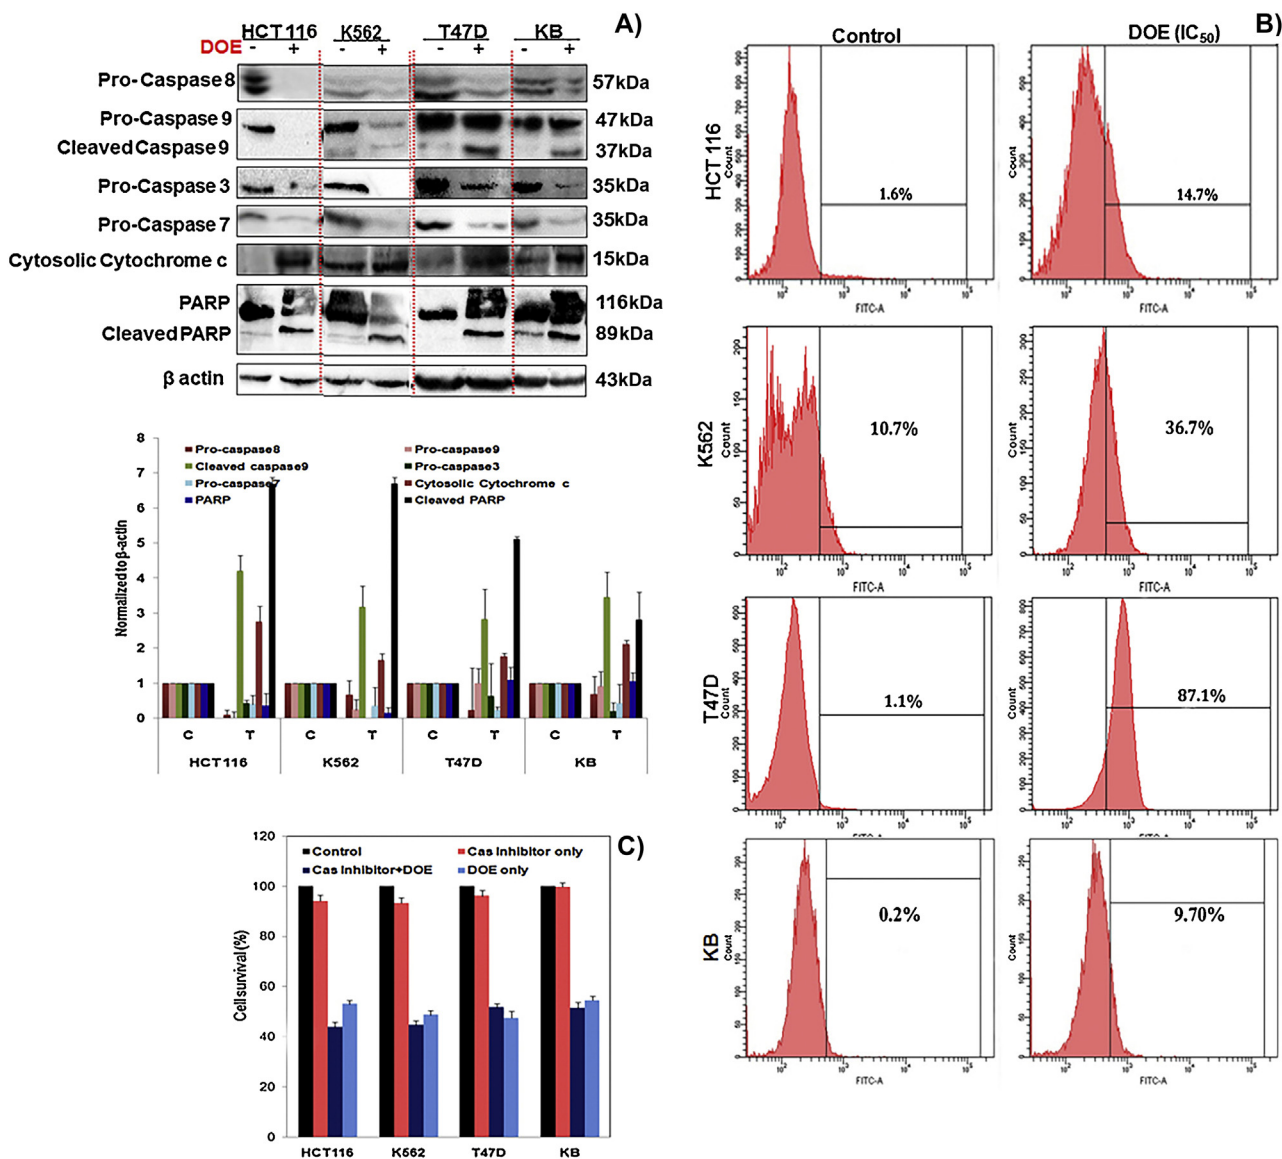 A)
HCT 116 K562 T47D KB
DOE - + - + - + - +
Pro-Caspase 8 57kDa
Pro-Caspase 9 47kDa
Cleaved Caspase 9 37kDa
Pro-Caspase 3 35kDa
Pro-Caspase 7 35kDa
Cytosolic Cytochrome c 15kDa
PARP 116kDa
Cleaved PARP 89kDa
β actin 43kDa
8
7
6
5
4
3
2
1
0
Normalized to β-actin
Pro-caspase8 Pro-caspase9
Cleaved caspase9 Pro-caspase3
Pro-caspase7 Cytosolic Cytochrome c
PARP Cleaved PARP
C T C T C T C T
HCT116 K562 T47D KB
C)
120
100
80
60
40
20
0
Cell survival(%)
Control Cas Inhibitor only
Cas Inhibitor+DOE DOE only
HCT116 K562 T47D KB
B)
Control DOE (IC50)
HCT 116
Count
1.6%
FITC-A
Count
14.7%
FITC-A
K562
Count
10.7%
FITC-A
Count
36.7%
FITC-A
T47D
Count
1.1%
FITC-A
Count
87.1%
FITC-A
KB
Count
0.2%
FITC-A
Count
9.70%
FITC-A